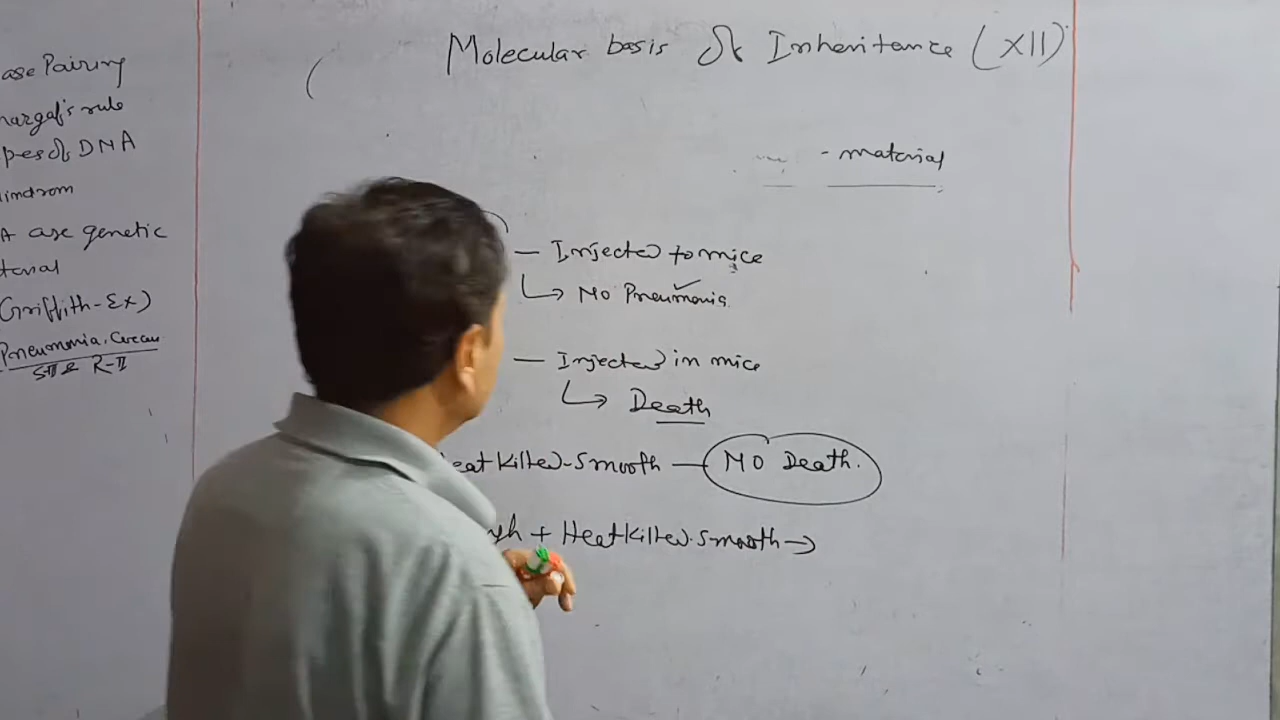 Molecular basis of Inheritance (XII)
- material
— Injected to mice
↳ No Pneumonia
— Injected in mice
↳ Death
eat Killed-Smooth — No Death.
gh + Heat Killed. Smooth →
ase Pairing
hargaf's rule
pes of DNA
lindrom
A ase genetic
terial
(Griffith-Ex)
Pneumonia.
S-III & R-II